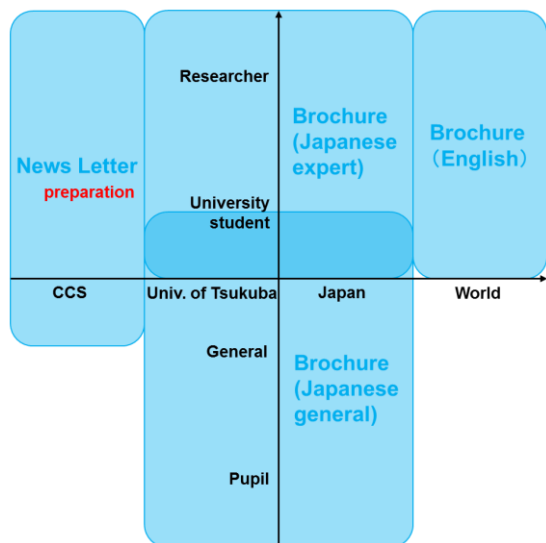 Researcher
Brochure
(Japanese
expert)
Brochure
（English）
News Letter
preparation
University
student
CCS
Univ. of Tsukuba
Japan
World
General
Brochure
(Japanese
general)
Pupil